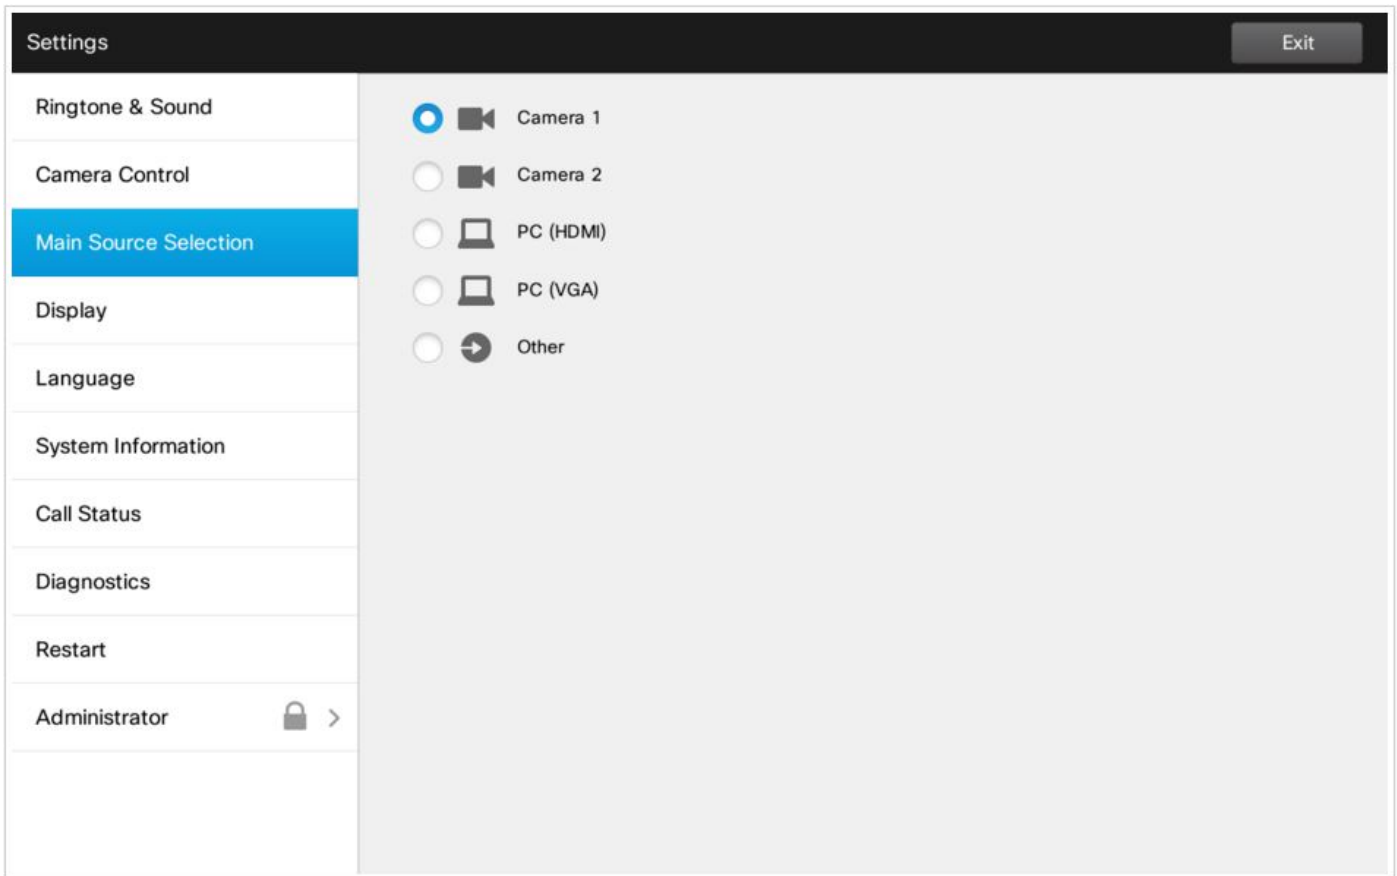 Settings
Exit
Ringtone & Sound
Camera Control
Main Source Selection
Display
Language
System Information
Call Status
Diagnostics
Restart
Administrator
Camera 1
Camera 2
PC (HDMI)
PC (VGA)
Other